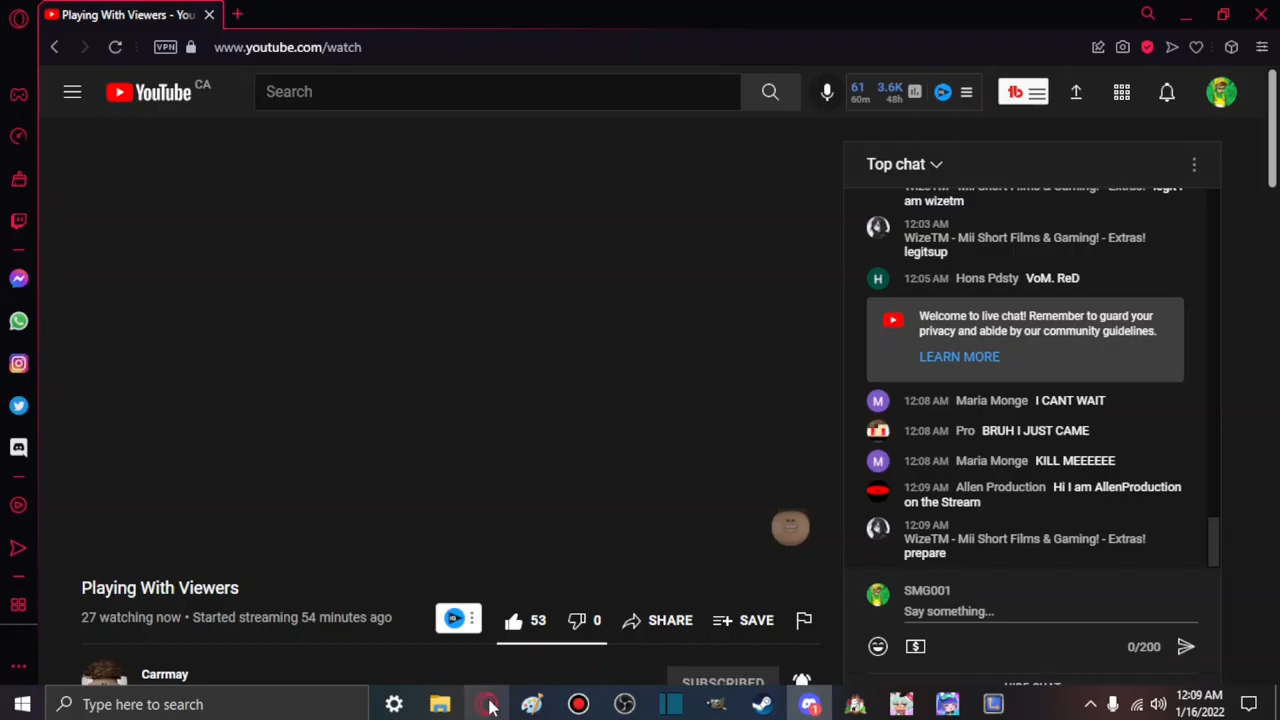 Playing With Viewers - You
VPN
www.youtube.com/watch
YouTube CA
Search
61 60m
3.6K 48h
tb
Top chat
WizeTM - Mii Short Films & Gaming! - Extras! legit i
am wizetm
12:03 AM
WizeTM - Mii Short Films & Gaming! - Extras!
legitsup
H 12:05 AM Hons Pdsty VoM. ReD
Welcome to live chat! Remember to guard your
privacy and abide by our community guidelines.
LEARN MORE
M 12:08 AM Maria Monge I CANT WAIT
12:08 AM Pro BRUH I JUST CAME
M 12:08 AM Maria Monge KILL MEEEEEE
12:09 AM Allen Production Hi I am AllenProduction
on the Stream
12:09 AM
WizeTM - Mii Short Films & Gaming! - Extras!
prepare
Playing With Viewers
27 watching now • Started streaming 54 minutes ago
53
0
SHARE
SAVE
SMG001
Say something...
0/200
Carrmay
SUBSCRIBED
HIDE CHAT
Type here to search
1
12:09 AM
1/16/2022